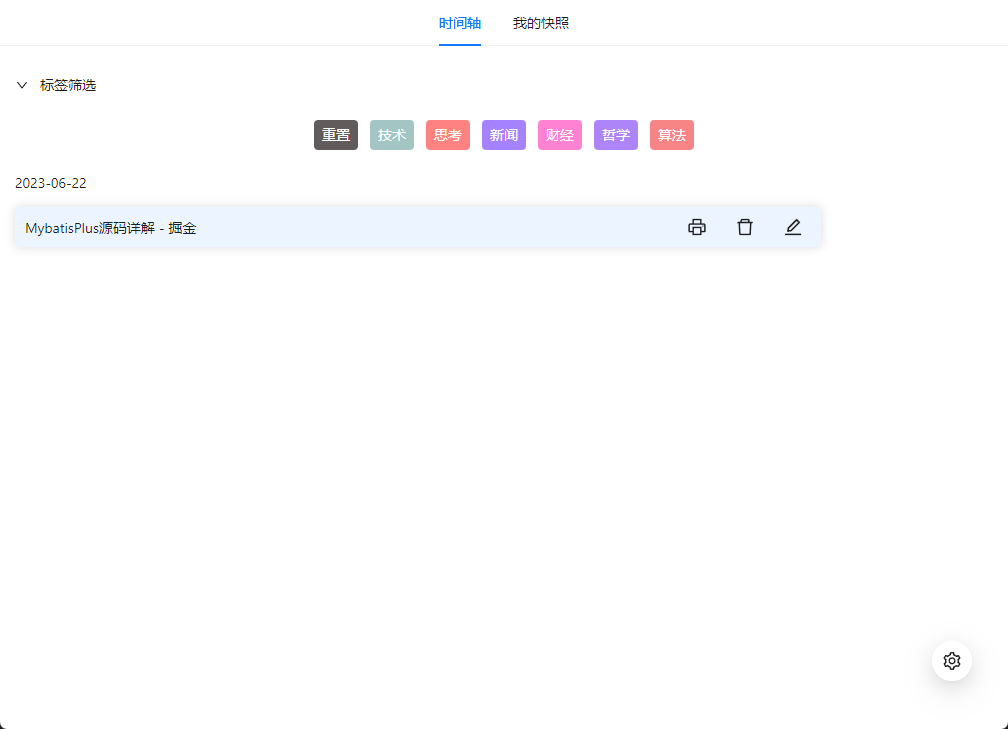 时间轴 我的快照
标签筛选
重置 技术 思考 新闻 财经 哲学 算法
2023-06-22
MybatisPlus源码详解 - 掘金